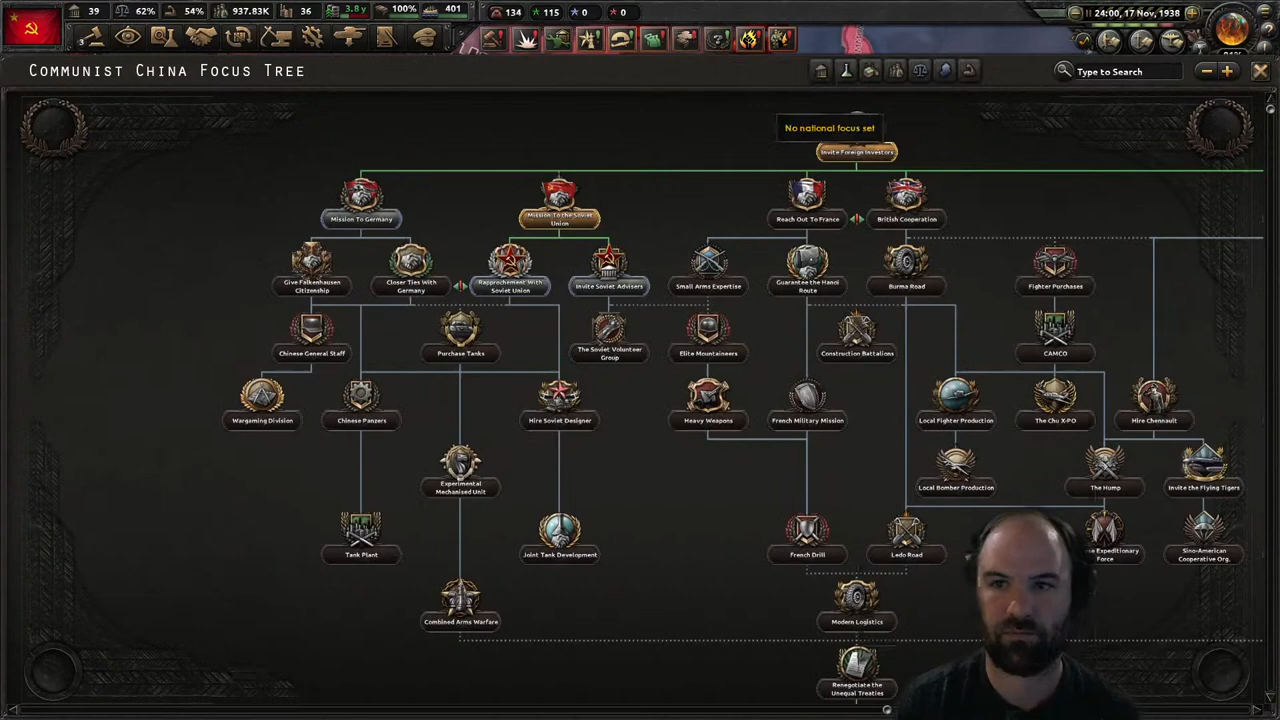 39 62% 54% 937.83K 36 3.8 y 100% 401 134 115 0 0 24:00, 17 Nov, 1938
3
COMMUNIST CHINA FOCUS TREE
Type to Search
No national focus set
Invite Foreign Investors
Mission To Germany
Mission To the Soviet
Union
Reach Out To France
British Cooperation
Give Falkenhausen
Citizenship
Closer Ties With
Germany
Rapprochement With
Soviet Union
Invite Soviet Advisers
Small Arms Expertise
Guarantee the Hanoi
Route
Burma Road
Fighter Purchases
Chinese General Staff
Purchase Tanks
The Soviet Volunteer
Group
Elite Mountaineers
Construction Battalions
CAMCO
Wargaming Division
Chinese Panzers
Hire Soviet Designer
Heavy Weapons
French Military Mission
Local Fighter Production
The Chu X-PO
Hire Chennault
Experimental
Mechanised Unit
Local Bomber Production
The Hump
Invite the Flying Tigers
Tank Plant
Joint Tank Development
French Drill
Ledo Road
Expeditionary
Force
Sino-American
Cooperative Org.
Combined Arms Warfare
Modern Logistics
Renegotiate the
Unequal Treaties